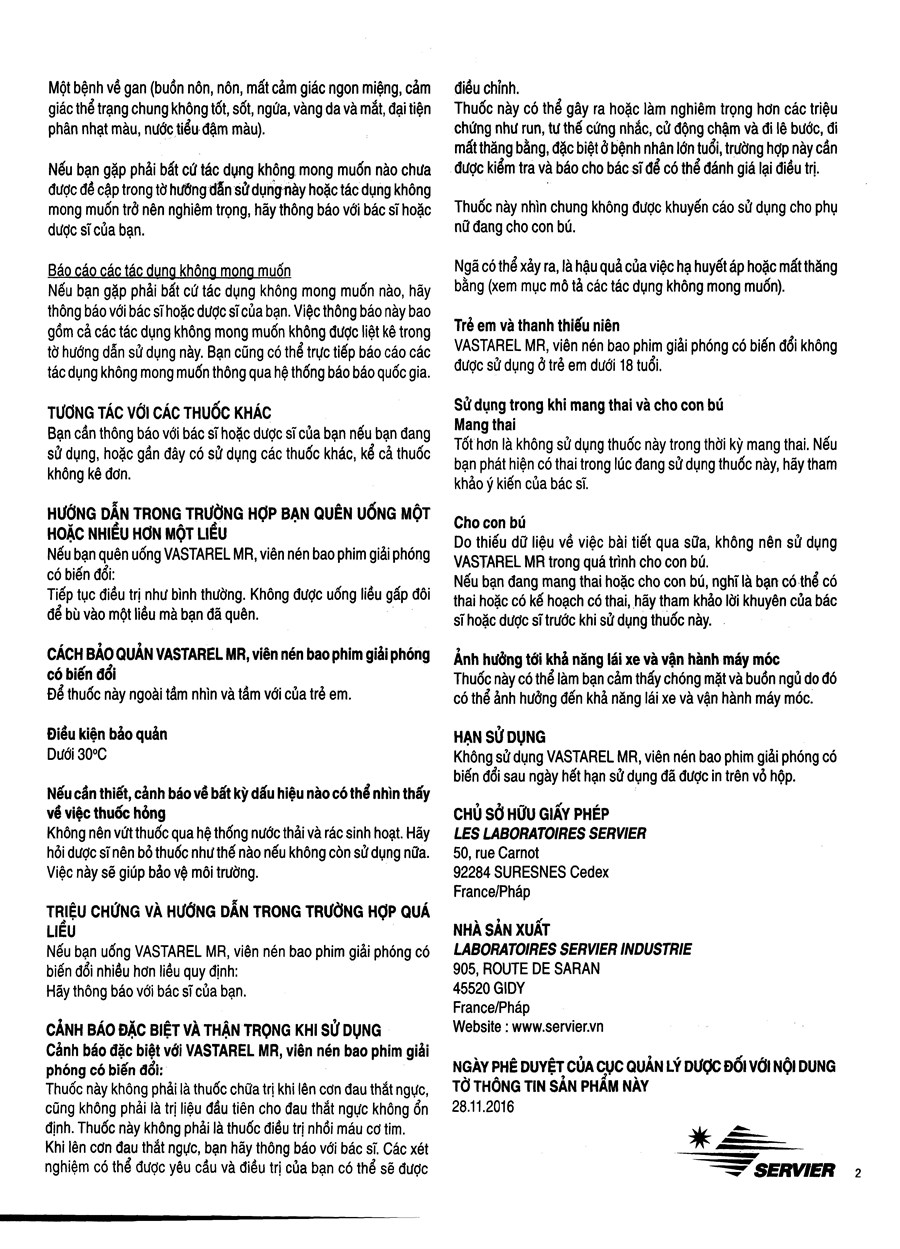 Một bệnh về gan (buồn nôn, nôn, mất cảm giác ngon miệng, cảm
giác thể trạng chung không tốt, sốt, ngứa, vàng da và mắt, đại tiện
phân nhạt màu, nước tiểu đậm màu).
Nếu bạn gặp phải bất cứ tác dụng không mong muốn nào chưa
được đề cập trong tờ hướng dẫn sử dụng này hoặc tác dụng không
mong muốn trở nên nghiêm trọng, hãy thông báo với bác sĩ hoặc
dược sĩ của bạn.
Báo cáo các tác dụng không mong muốn
Nếu bạn gặp phải bất cứ tác dụng không mong muốn nào, hãy
thông báo với bác sĩ hoặc dược sĩ của bạn. Việc thông báo này bao
gồm cả các tác dụng không mong muốn không được liệt kê trong
tờ hướng dẫn sử dụng này. Bạn cũng có thể trực tiếp báo cáo các
tác dụng không mong muốn thông qua hệ thống báo báo quốc gia.
TƯƠNG TÁC VỚI CÁC THUỐC KHÁC
Bạn cần thông báo với bác sĩ hoặc dược sĩ của bạn nếu bạn đang
sử dụng, hoặc gần đây có sử dụng các thuốc khác, kể cả thuốc
không kê đơn.
HƯỚNG DẪN TRONG TRƯỜNG HỢP BẠN QUÊN UỐNG MỘT
HOẶC NHIỀU HƠN MỘT LIỀU
Nếu bạn quên uống VASTAREL MR, viên nén bao phim giải phóng
có biến đổi:
Tiếp tục điều trị như bình thường. Không được uống liều gấp đôi
để bù vào một liều mà bạn đã quên.
CÁCH BẢO QUẢN VASTAREL MR, viên nén bao phim giải phóng
có biến đổi
Để thuốc này ngoài tầm nhìn và tầm với của trẻ em.
Điều kiện bảo quản
Dưới 30ºC
Nếu cần thiết, cảnh báo về bất kỳ dấu hiệu nào có thể nhìn thấy
về việc thuốc hỏng
Không nên vứt thuốc qua hệ thống nước thải và rác sinh hoạt. Hãy
hỏi dược sĩ nên bỏ thuốc như thế nào nếu không còn sử dụng nữa.
Việc này sẽ giúp bảo vệ môi trường.
TRIỆU CHỨNG VÀ HƯỚNG DẪN TRONG TRƯỜNG HỢP QUÁ
LIỀU
Nếu bạn uống VASTAREL MR, viên nén bao phim giải phóng có
biến đổi nhiều hơn liều quy định:
Hãy thông báo với bác sĩ của bạn.
CẢNH BÁO ĐẶC BIỆT VÀ THẬN TRỌNG KHI SỬ DỤNG
Cảnh báo đặc biệt với VASTAREL MR, viên nén bao phim giải
phóng có biến đổi:
Thuốc này không phải là thuốc chữa trị khi lên cơn đau thắt ngực,
cũng không phải là trị liệu đầu tiên cho đau thắt ngực không ổn
định. Thuốc này không phải là thuốc điều trị nhồi máu cơ tim.
Khi lên cơn đau thắt ngực, bạn hãy thông báo với bác sĩ. Các xét
nghiệm có thể được yêu cầu và điều trị của bạn có thể sẽ được
điều chỉnh.
Thuốc này có thể gây ra hoặc làm nghiêm trọng hơn các triệu
chứng như run, tư thế cứng nhắc, cử động chậm và đi lê bước, đi
mất thăng bằng, đặc biệt ở bệnh nhân lớn tuổi, trường hợp này cần
được kiểm tra và báo cho bác sĩ để có thể đánh giá lại điều trị.
Thuốc này nhìn chung không được khuyến cáo sử dụng cho phụ
nữ đang cho con bú.
Ngã có thể xảy ra, là hậu quả của việc hạ huyết áp hoặc mất thăng
bằng (xem mục mô tả các tác dụng không mong muốn).
Trẻ em và thanh thiếu niên
VASTAREL MR, viên nén bao phim giải phóng có biến đổi không
được sử dụng ở trẻ em dưới 18 tuổi.
Sử dụng trong khi mang thai và cho con bú
Mang thai
Tốt hơn là không sử dụng thuốc này trong thời kỳ mang thai. Nếu
bạn phát hiện có thai trong lúc đang sử dụng thuốc này, hãy tham
khảo ý kiến của bác sĩ.
Cho con bú
Do thiếu dữ liệu về việc bài tiết qua sữa, không nên sử dụng
VASTAREL MR trong quá trình cho con bú.
Nếu bạn đang mang thai hoặc cho con bú, nghĩ là bạn có thể có
thai hoặc có kế hoạch có thai, hãy tham khảo lời khuyên của bác
sĩ hoặc dược sĩ trước khi sử dụng thuốc này.
Ảnh hưởng tới khả năng lái xe và vận hành máy móc
Thuốc này có thể làm bạn cảm thấy chóng mặt và buồn ngủ do đó
có thể ảnh hưởng đến khả năng lái xe và vận hành máy móc.
HẠN SỬ DỤNG
Không sử dụng VASTAREL MR, viên nén bao phim giải phóng có
biến đổi sau ngày hết hạn sử dụng đã được in trên vỏ hộp.
CHỦ SỞ HỮU GIẤY PHÉP
LES LABORATOIRES SERVIER
50, rue Carnot
92284 SURESNES Cedex
France/Pháp
NHÀ SẢN XUẤT
LABORATOIRES SERVIER INDUSTRIE
905, ROUTE DE SARAN
45520 GIDY
France/Pháp
Website : www.servier.vn
NGÀY PHÊ DUYỆT CỦA CỤC QUẢN LÝ DƯỢC ĐỐI VỚI NỘI DUNG
TỜ THÔNG TIN SẢN PHẨM NÀY
28.11.2016
SERVIER
2